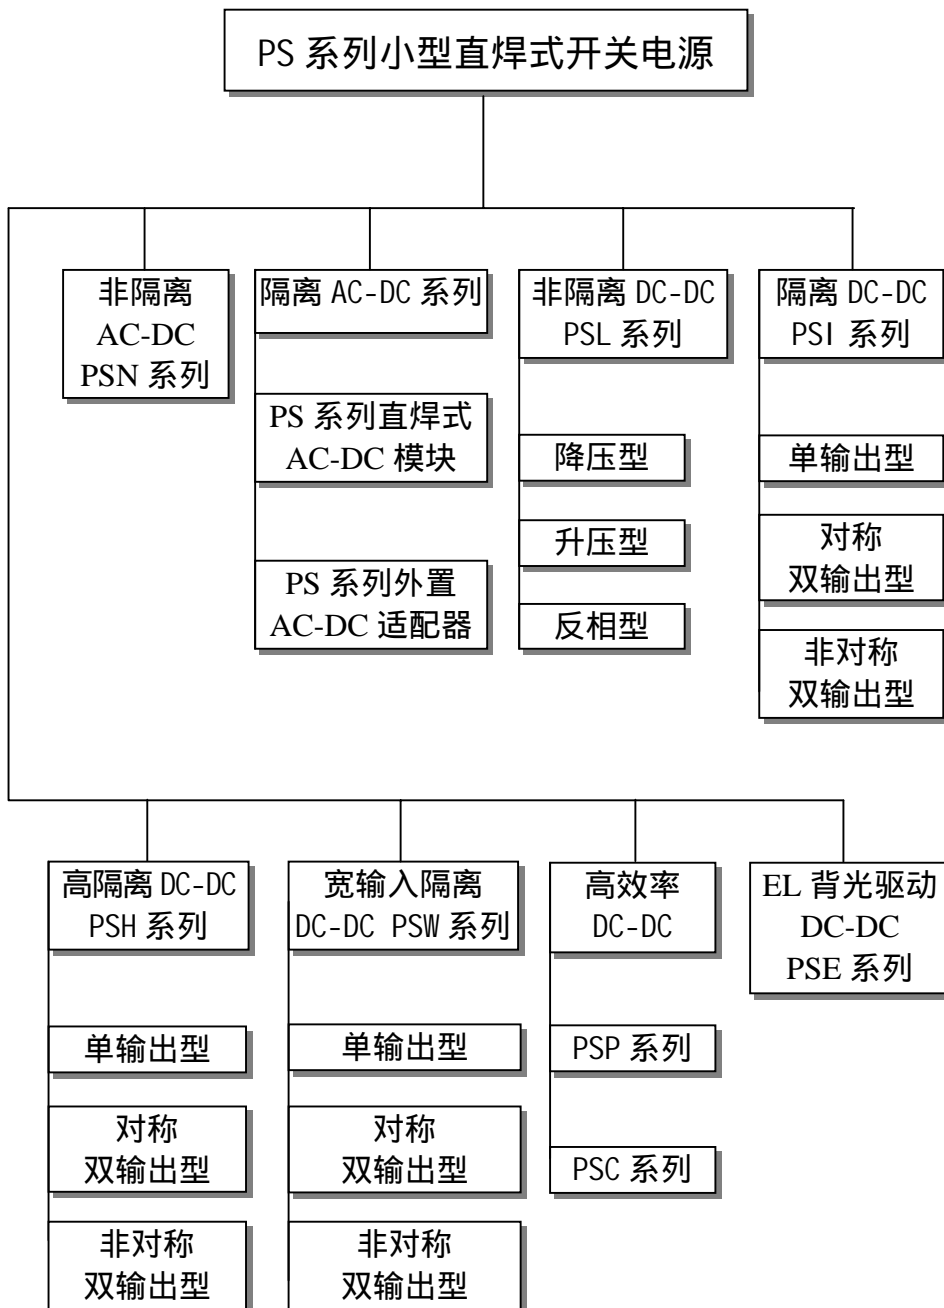 PS 系列小型直焊式开关电源
非隔离
AC-DC
PSN 系列
隔离 AC-DC 系列
PS 系列直焊式
AC-DC 模块
PS 系列外置
AC-DC 适配器
非隔离 DC-DC
PSL 系列
降压型
升压型
反相型
隔离 DC-DC
PSI 系列
单输出型
对称
双输出型
非对称
双输出型
高隔离 DC-DC
PSH 系列
单输出型
对称
双输出型
非对称
双输出型
宽输入隔离
DC-DC PSW 系列
单输出型
对称
双输出型
非对称
双输出型
高效率
DC-DC
PSP 系列
PSC 系列
EL 背光驱动
DC-DC
PSE 系列